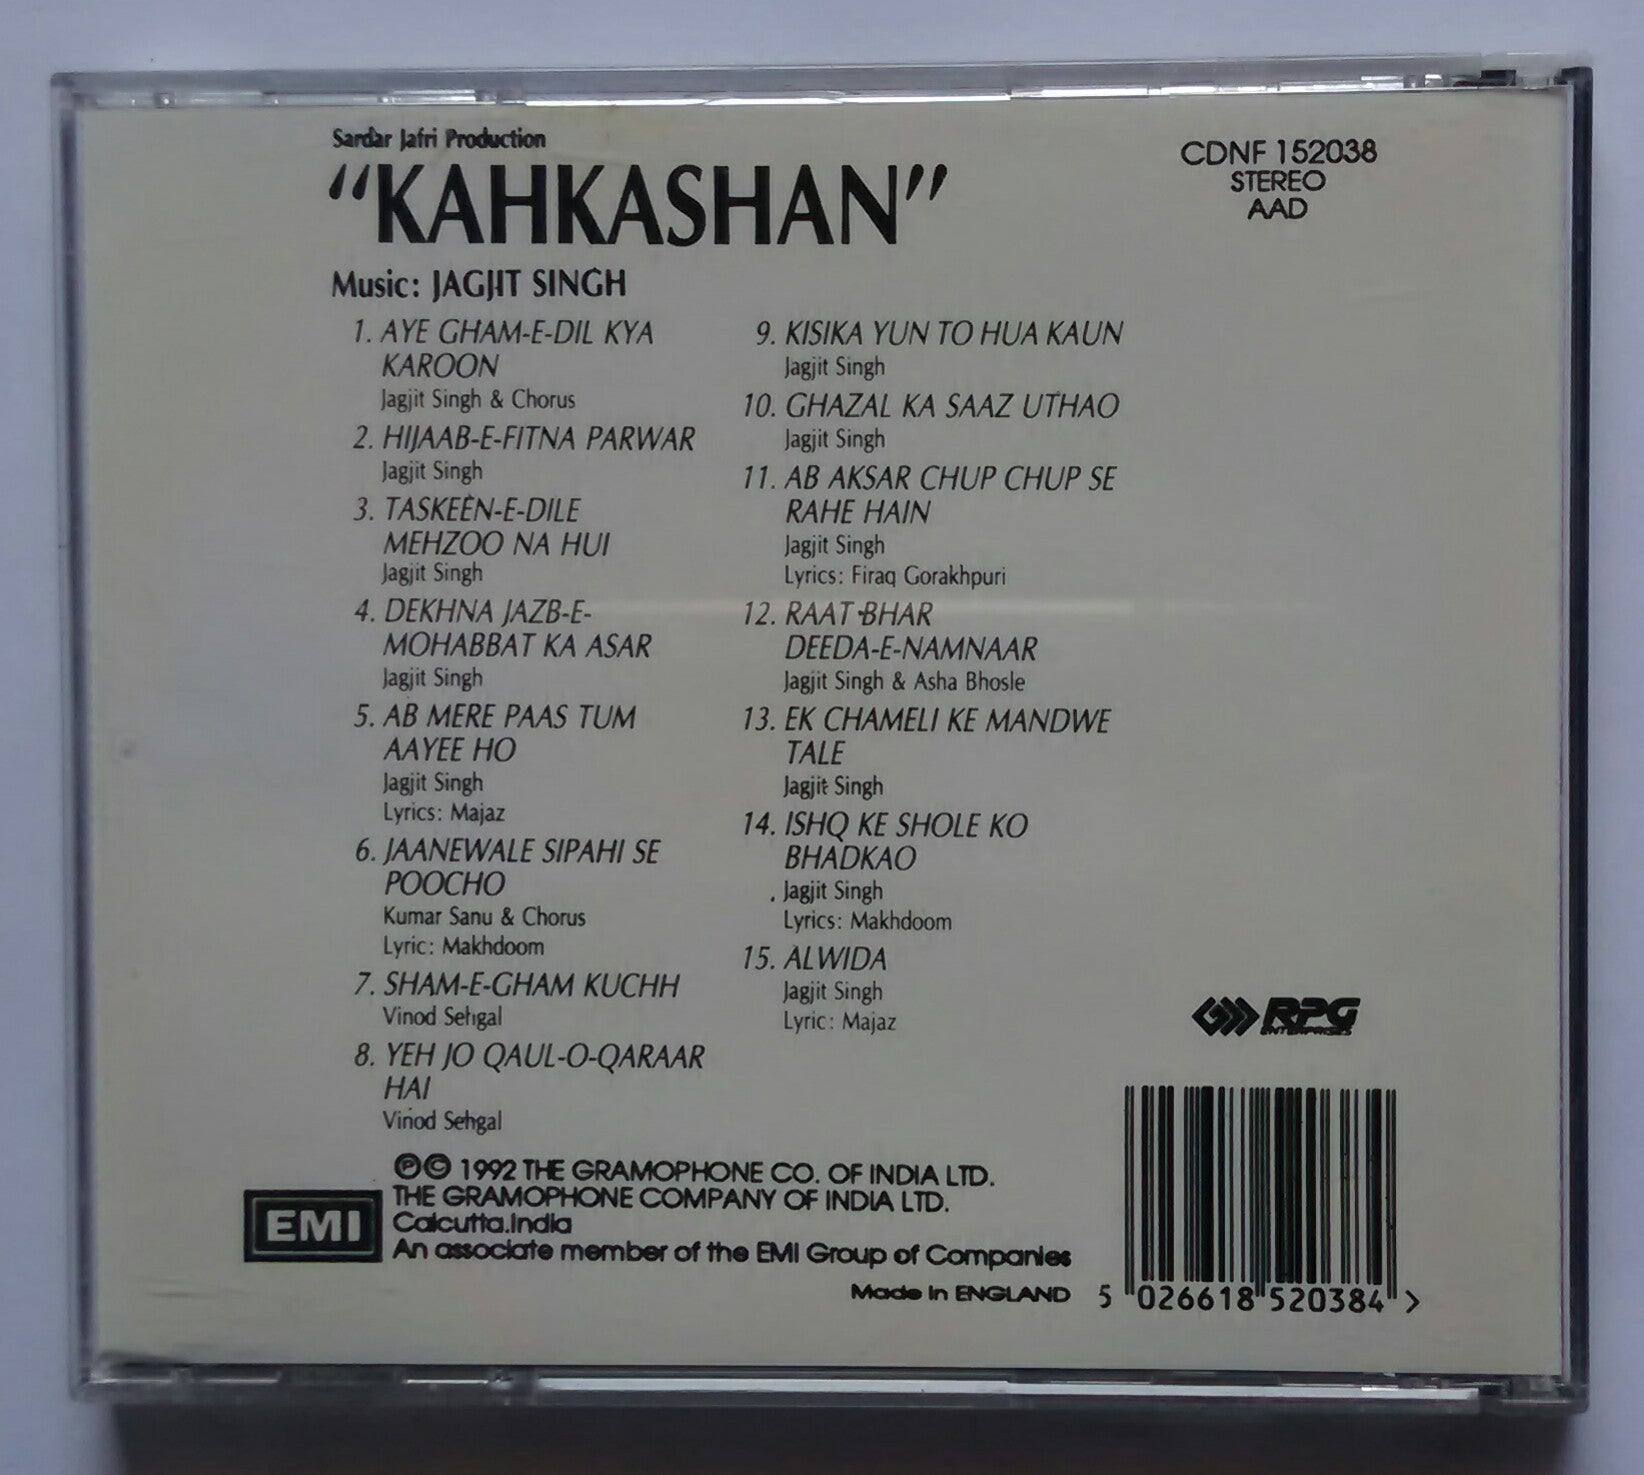 Sardar Jafri Production
"KAHKASHAN"
Music: JAGJIT SINGH
CDNF 152038
STEREO
AAD
1. AYE GHAM-E-DIL KYA
KAROON
Jagjit Singh & Chorus
2. HIJAAB-E-FITNA PARWAR
Jagjit Singh
3. TASKEEN-E-DILE
MEHZOO NA HUI
Jagjit Singh
4. DEKHNA JAZB-E-
MOHABBAT KA ASAR
Jagjit Singh
5. AB MERE PAAS TUM
AAYEE HO
Jagjit Singh
Lyrics: Majaz
6. JAANEWALE SIPAHI SE
POOCHO
Kumar Sanu & Chorus
Lyric: Makhdoom
7. SHAM-E-GHAM KUCHH
Vinod Sehgal
8. YEH JO QAUL-O-QARAAR
HAI
Vinod Sehgal
9. KISIKA YUN TO HUA KAUN
Jagjit Singh
10. GHAZAL KA SAAZ UTHAO
Jagjit Singh
11. AB AKSAR CHUP CHUP SE
RAHE HAIN
Jagjit Singh
Lyrics: Firaq Gorakhpuri
12. RAAT BHAR
DEEDA-E-NAMNAAR
Jagjit Singh & Asha Bhosle
13. EK CHAMELI KE MANDWE
TALE
Jagjit Singh
14. ISHQ KE SHOLE KO
BHADKAO
Jagjit Singh
Lyrics: Makhdoom
15. ALWIDA
Jagjit Singh
Lyric: Majaz
RPG
ENTERPRISES
EMI
℗© 1992 THE GRAMOPHONE CO. OF INDIA LTD.
THE GRAMOPHONE COMPANY OF INDIA LTD.
Calcutta.India
An associate member of the EMI Group of Companies
Made in ENGLAND
5 026618 520384 >